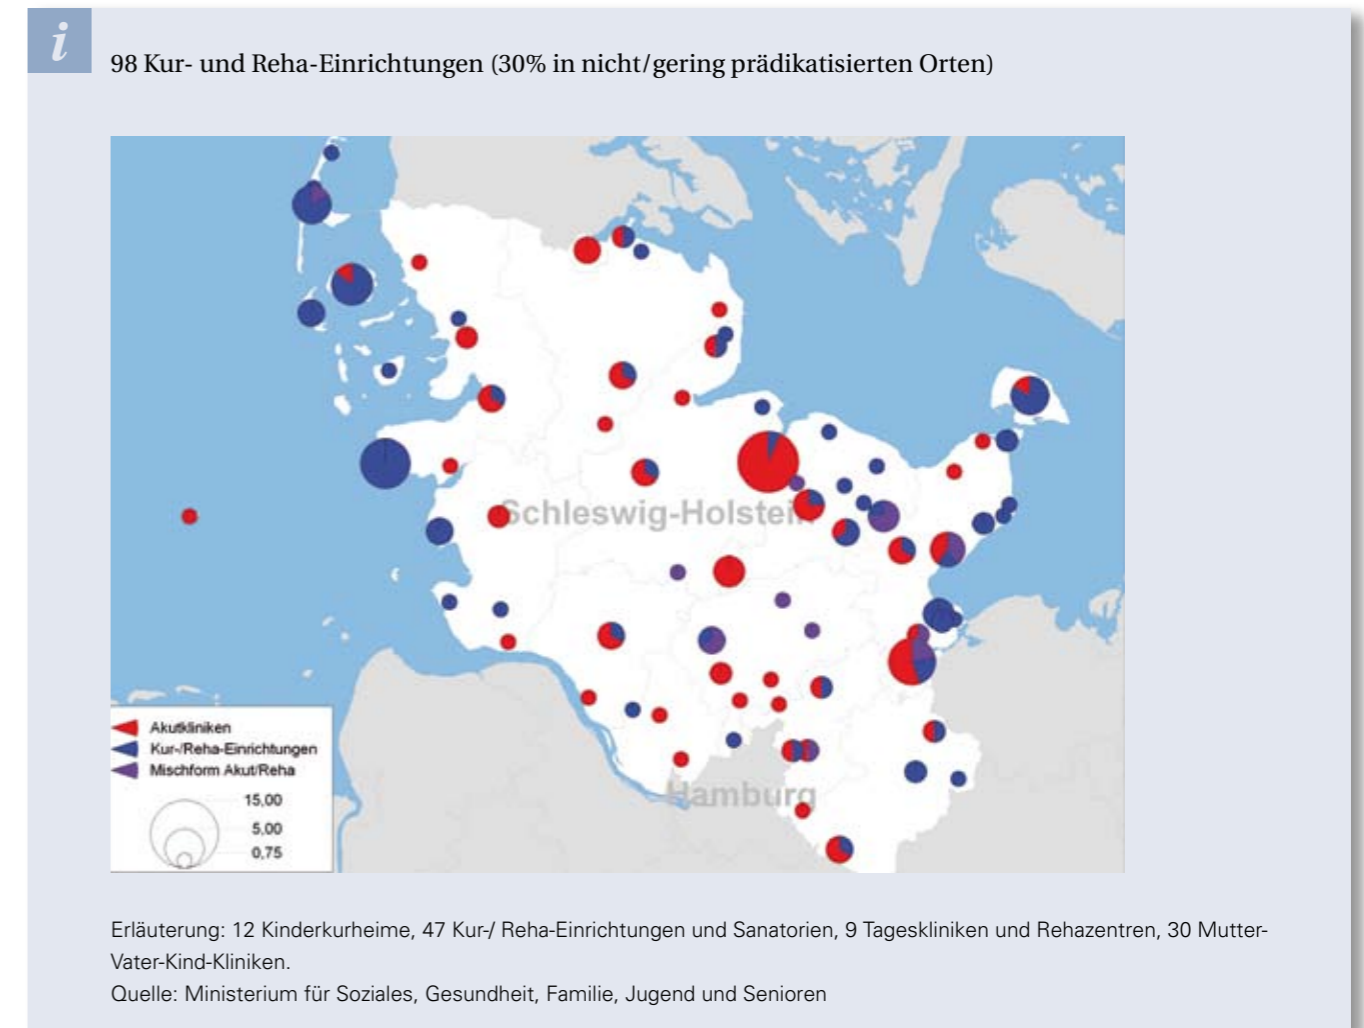 i
98 Kur- und Reha-Einrichtungen (30% in nicht/gering prädikatisierten Orten)
Schleswig-Holstein
Hamburg
Akutkliniken
Kur-/Reha-Einrichtungen
Mischform Akut/Reha
15,00
5,00
0,75
Erläuterung: 12 Kinderkurheime, 47 Kur-/ Reha-Einrichtungen und Sanatorien, 9 Tageskliniken und Rehazentren, 30 Mutter-
Vater-Kind-Kliniken.
Quelle: Ministerium für Soziales, Gesundheit, Familie, Jugend und Senioren